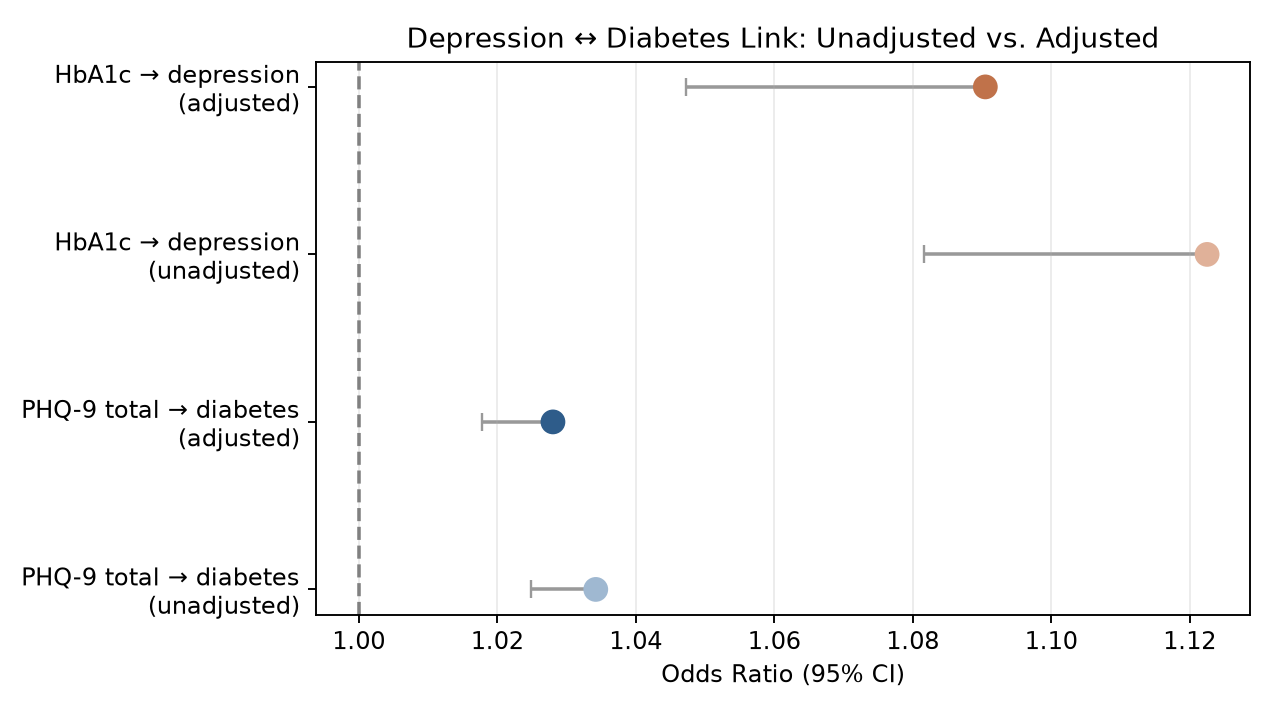 Depression ↔ Diabetes Link: Unadjusted vs. Adjusted
HbA1c → depression
(adjusted)
HbA1c → depression
(unadjusted)
PHQ-9 total → diabetes
(adjusted)
PHQ-9 total → diabetes
(unadjusted)
1.00 1.02 1.04 1.06 1.08 1.10 1.12
Odds Ratio (95% CI)